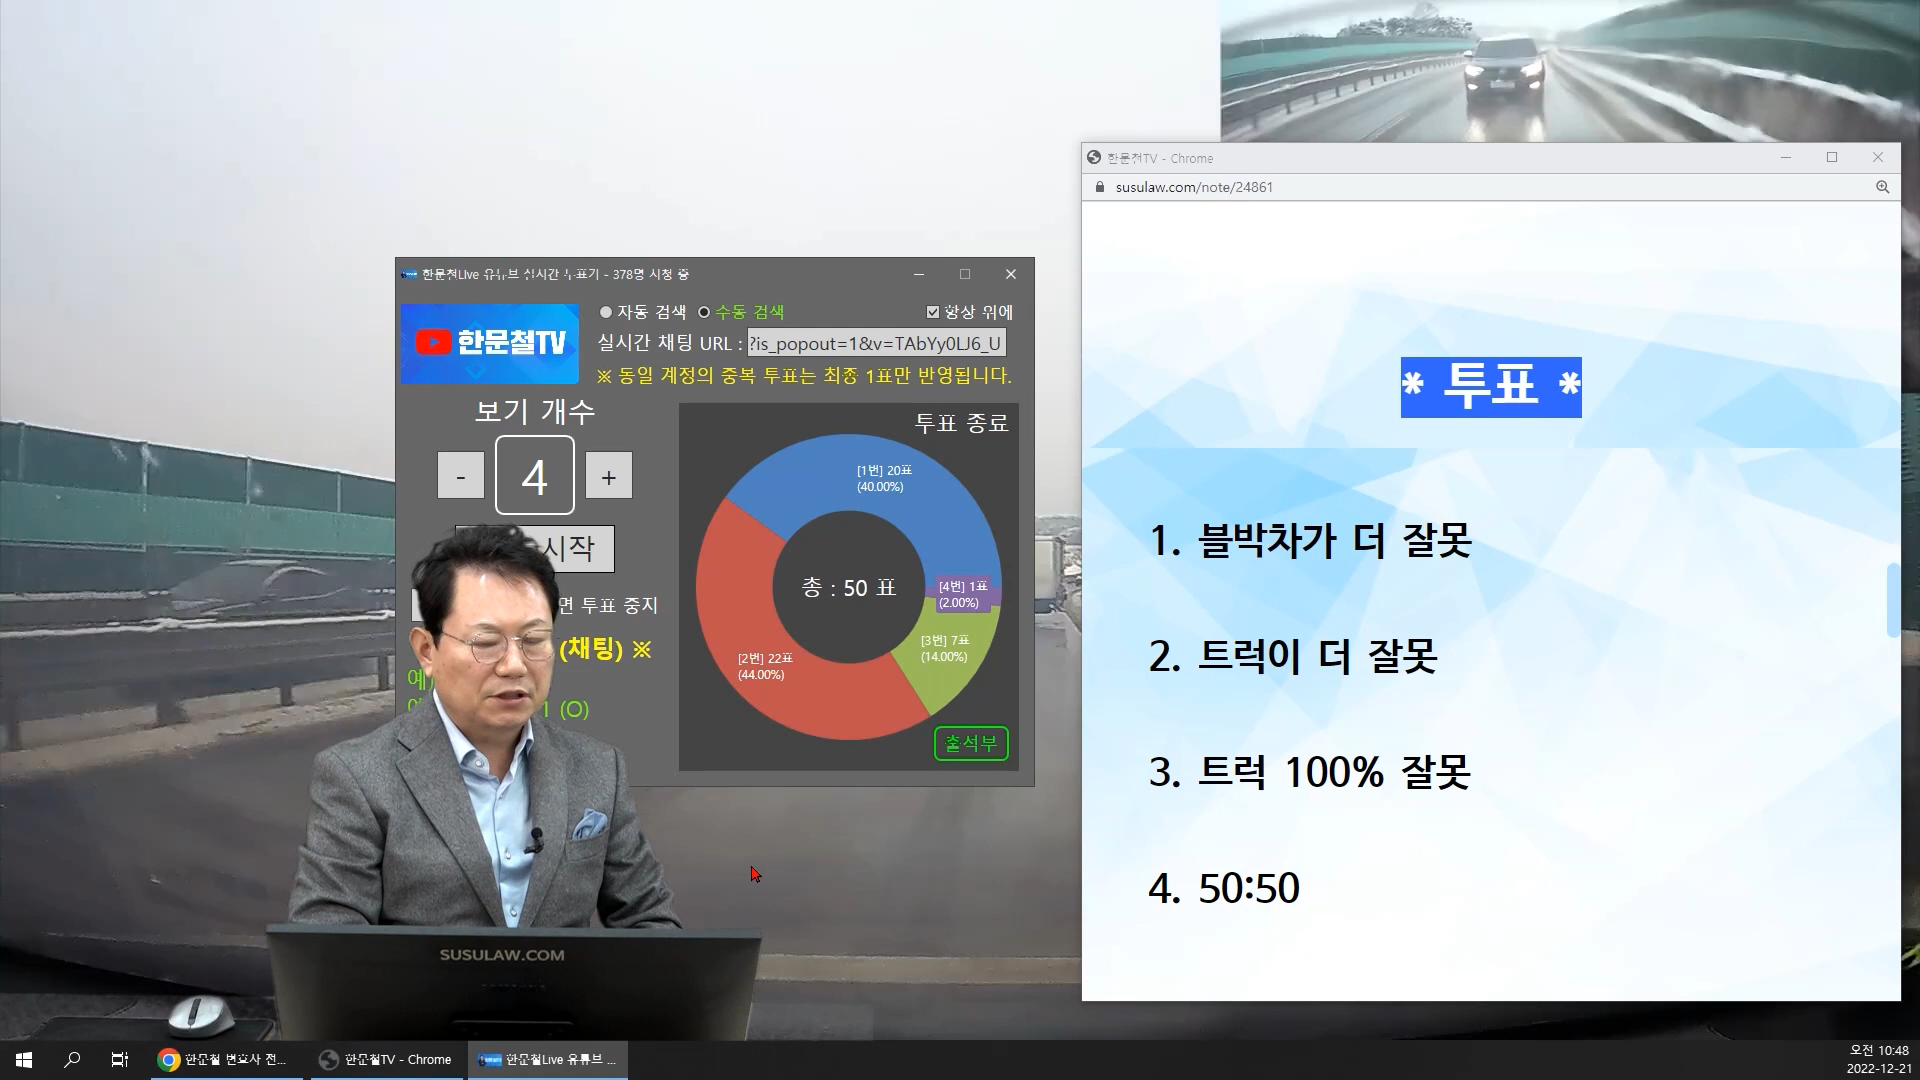 한문철TV - Chrome
susulaw.com/note/24861
* 투표 *
1. 블박차가 더 잘못
2. 트럭이 더 잘못
3. 트럭 100% 잘못
4. 50:50
한문철Live 유튜브 실시간 투표기 - 378명 시청 중
한문철TV
자동 검색
수동 검색
항상 위에
실시간 채팅 URL :
?is_popout=1&v=TAbYy0LJ6_U
※ 동일 계정의 중복 투표는 최종 1표만 반영됩니다.
보기 개수
-
4
+
시작
면 투표 중지
(채팅) ※
예)
1 (O)
투표 종료
[1번] 20표
(40.00%)
[4번] 1표
(2.00%)
[3번] 7표
(14.00%)
[2번] 22표
(44.00%)
총 : 50 표
출석부
SUSULAW.COM
한문철 변호사 전...
한문철TV - Chrome
한문철Live 유튜브 ...
오전 10:48
2022-12-21